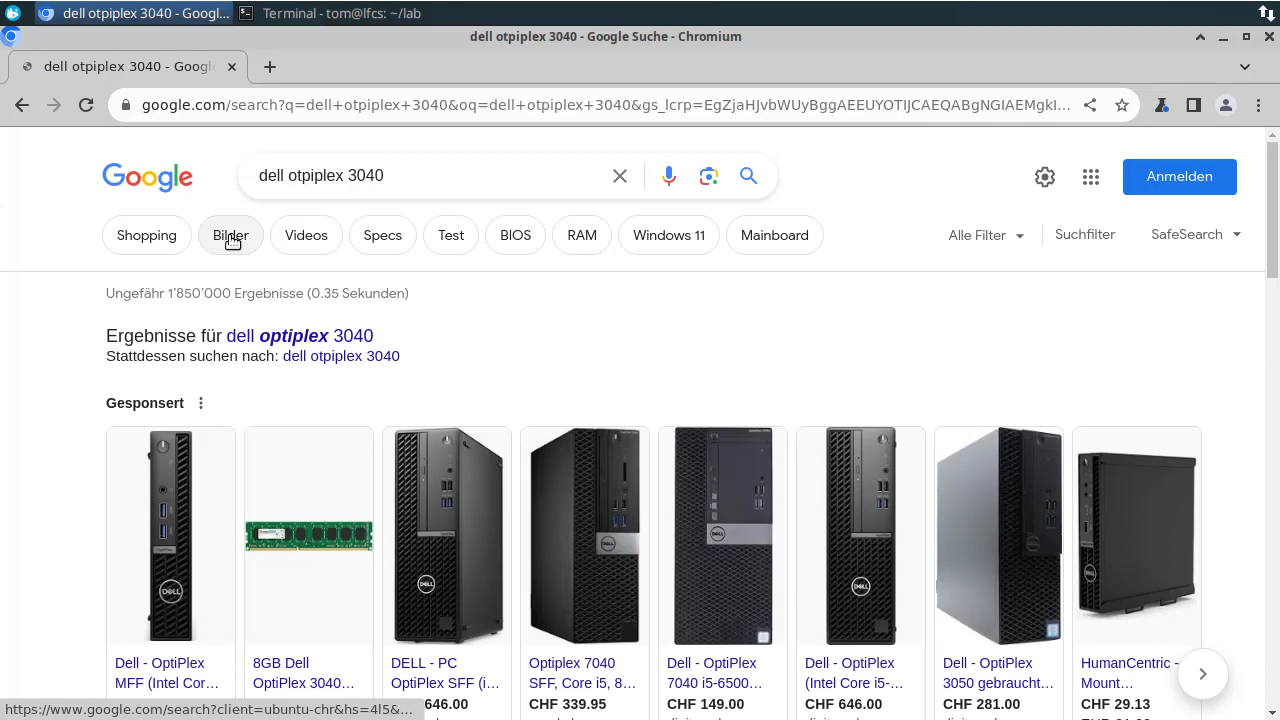 dell otpiplex 3040 - Googl...
Terminal - tom@lfcs: ~/lab
dell otpiplex 3040 - Google Suche - Chromium
dell otpiplex 3040 - Googl
google.com/search?q=dell+otpiplex+3040&oq=dell+otpiplex+3040&gs_lcrp=EgZjaHJvbWUyBggAEEUYOTIJCAEQABgNGIAEMgkI...
Google
dell otpiplex 3040
Anmelden
Shopping
Bilder
Videos
Specs
Test
BIOS
RAM
Windows 11
Mainboard
Alle Filter
Suchfilter
SafeSearch
Ungefähr 1'850'000 Ergebnisse (0.35 Sekunden)
Ergebnisse für dell optiplex 3040
Stattdessen suchen nach: dell otpiplex 3040
Gesponsert
Dell - OptiPlex
MFF (Intel Cor...
8GB Dell
OptiPlex 3040...
DELL - PC
OptiPlex SFF (i...
646.00
Optiplex 7040
SFF, Core i5, 8...
CHF 339.95
Dell - OptiPlex
7040 i5-6500...
CHF 149.00
Dell - OptiPlex
(Intel Core i5-...
CHF 646.00
Dell - OptiPlex
3050 gebraucht...
CHF 281.00
HumanCentric -
Mount...
CHF 29.13
https://www.google.com/search?client=ubuntu-chr&hs=4l5&...